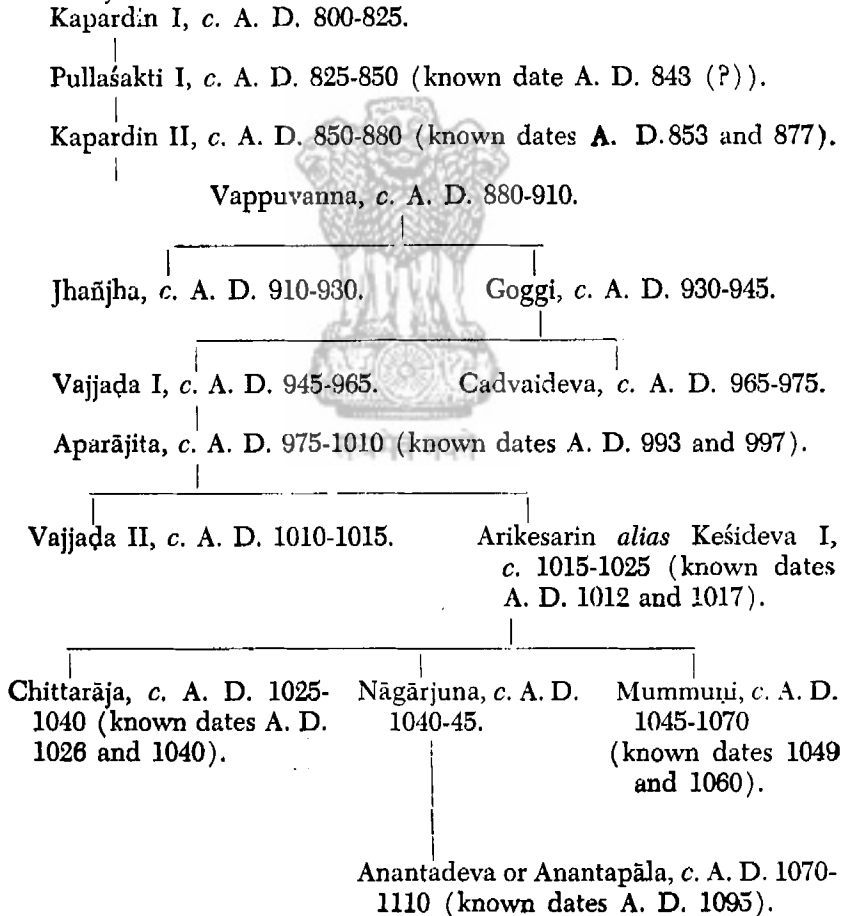 Kapardin I, c. A. D. 800-825.
Pullaśakti I, c. A. D. 825-850 (known date A. D. 843 (?)).
Kapardin II, c. A. D. 850-880 (known dates A. D.853 and 877).
Vappuvanna, c. A. D. 880-910.
Jhañjha, c. A. D. 910-930. Goggi, c. A. D. 930-945.
Vajjaḍa I, c. A. D. 945-965. Cadvaideva, c. A. D. 965-975.
Aparājita, c. A. D. 975-1010 (known dates A. D. 993 and 997).
Vajjaḍa II, c. A. D. 1010-1015. Arikesarin alias Keśideva I,
c. 1015-1025 (known dates
A. D. 1012 and 1017).
Chittarāja, c. A. D. 1025- Nāgārjuna, c. A. D. Mummuṇi, c. A. D.
1040 (known dates A. D. 1040-45. 1045-1070
1026 and 1040). (known dates 1049
and 1060).
Anantadeva or Anantapāla, c. A. D. 1070-
1110 (known dates A. D. 1095).